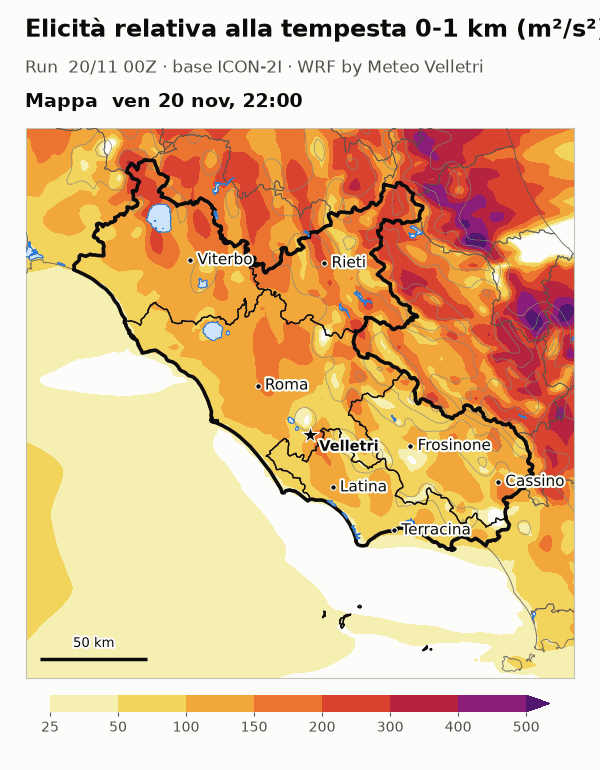 Elicità relativa alla tempesta 0-1 km (m²/s²)
Run 20/11 00Z · base ICON-2I · WRF by Meteo Velletri
Mappa ven 20 nov, 22:00
Viterbo
Rieti
Roma
Velletri
Frosinone
Cassino
Latina
Terracina
50 km
25 50 100 150 200 300 400 500